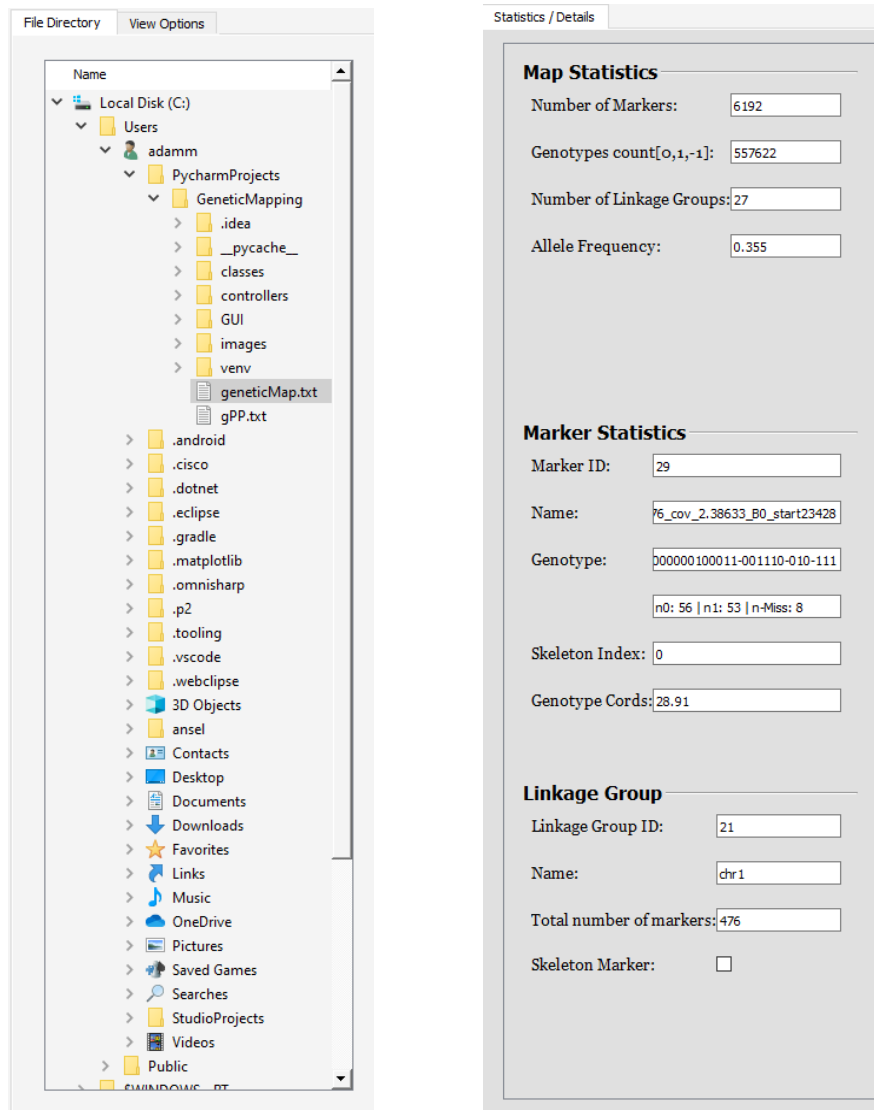 File Directory
View Options
Name
Local Disk (C:)
Users
adamm
PycharmProjects
GeneticMapping
.idea
__pycache__
classes
controllers
GUI
images
venv
geneticMap.txt
gPP.txt
.android
.cisco
.dotnet
.eclipse
.gradle
.matplotlib
.omnisharp
.p2
.tooling
.vscode
.webclipse
3D Objects
ansel
Contacts
Desktop
Documents
Downloads
Favorites
Links
Music
OneDrive
Pictures
Saved Games
Searches
StudioProjects
Videos
Public
Statistics / Details
Map Statistics
Number of Markers: 6192
Genotypes count[0,1,-1]: 557622
Number of Linkage Groups: 27
Allele Frequency: 0.355
Marker Statistics
Marker ID: 29
Name: 76_cov_2.38633_B0_start23428
Genotype: 000000100011-001110-010-111
n0: 56 | n1: 53 | n-Miss: 8
Skeleton Index: 0
Genotype Cords: 28.91
Linkage Group
Linkage Group ID: 21
Name: chr1
Total number of markers: 476
Skeleton Marker: